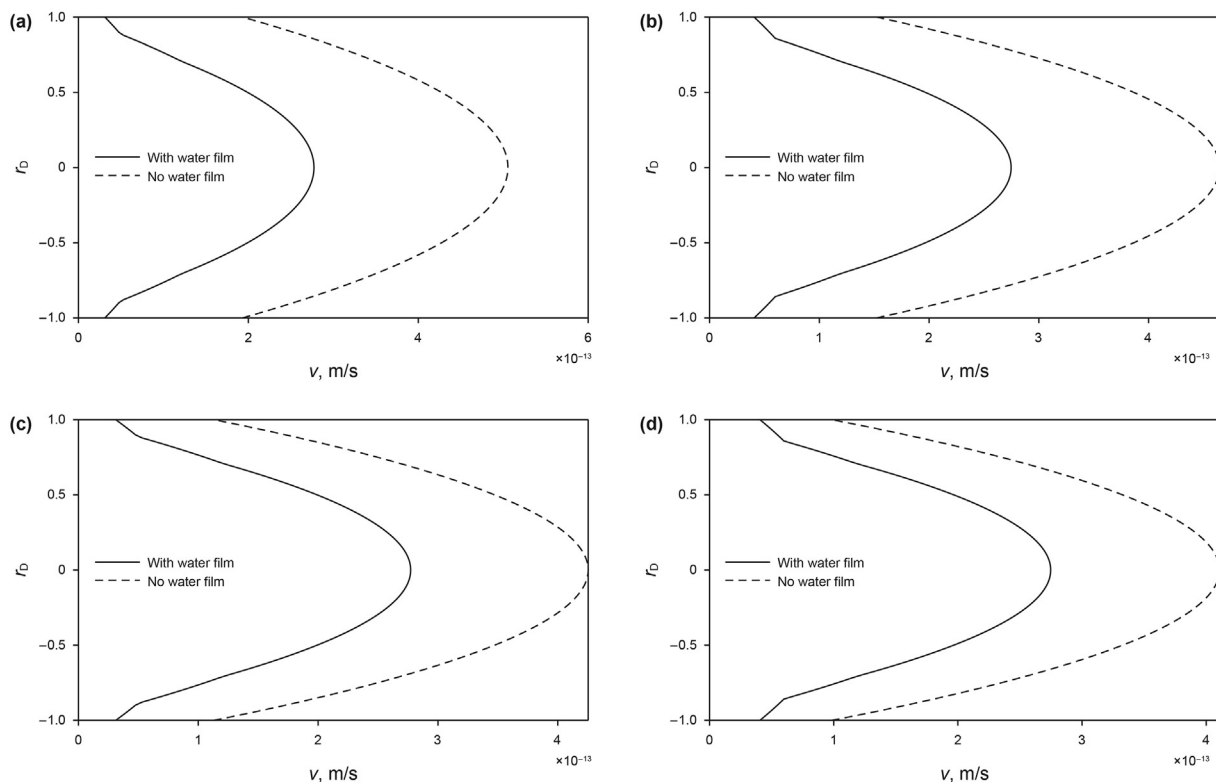 (a)
1.0
0.5
0
−0.5
−1.0
r_D
With water film
No water film
0 2 4 6
×10⁻¹³
v, m/s
(b)
1.0
0.5
0
−0.5
−1.0
r_D
With water film
No water film
0 1 2 3 4
×10⁻¹³
v, m/s
(c)
1.0
0.5
0
−0.5
−1.0
r_D
With water film
No water film
0 1 2 3 4
×10⁻¹³
v, m/s
(d)
1.0
0.5
0
−0.5
−1.0
r_D
With water film
No water film
0 1 2 3 4
×10⁻¹³
v, m/s